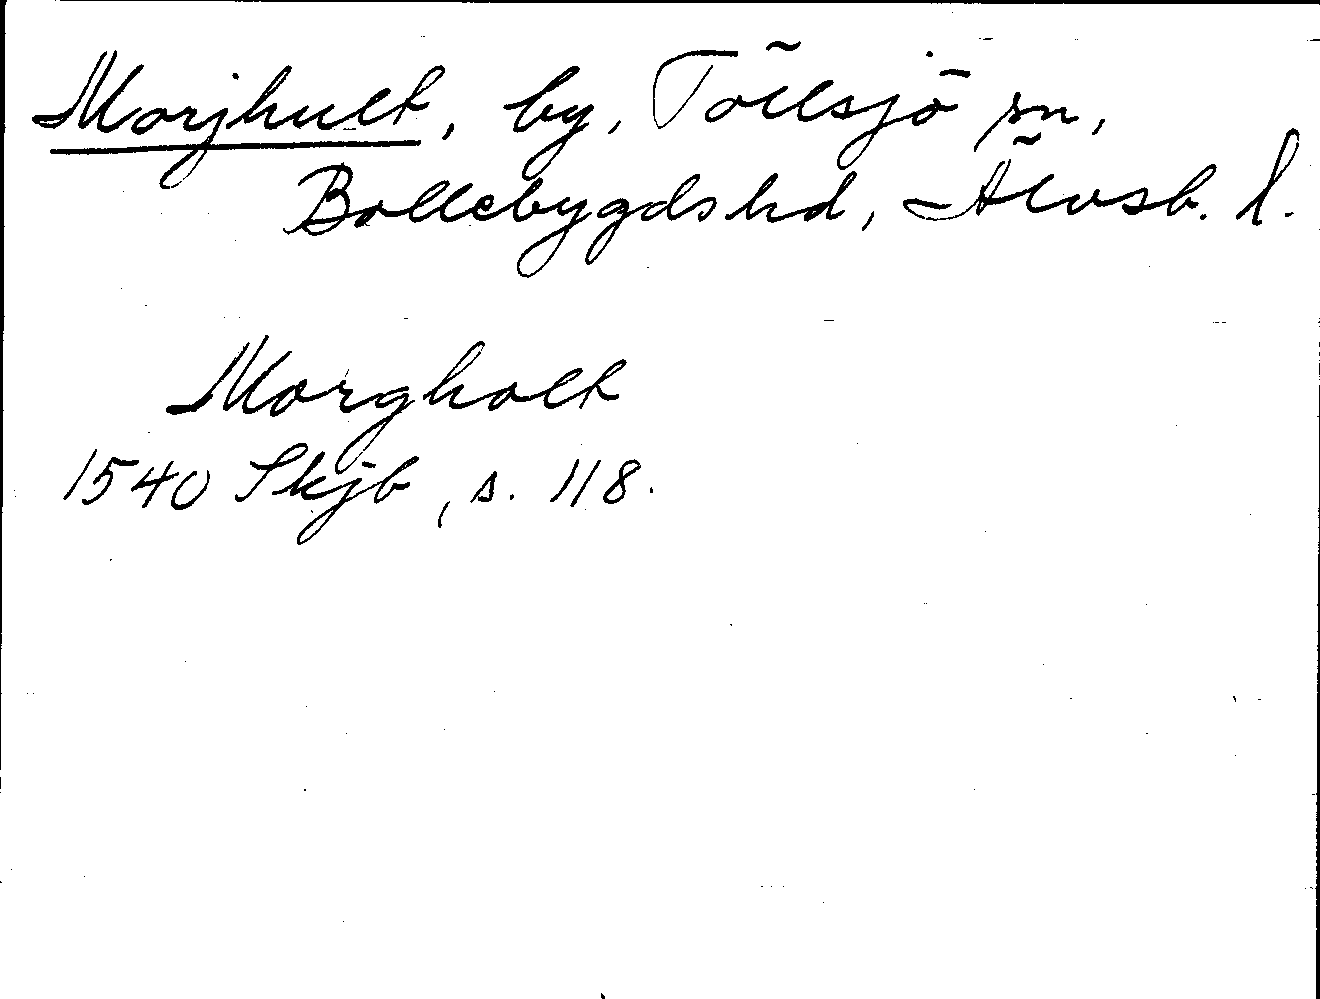 Morjhult, by, Töllsjö sn,
Bollebygds hd, Älvsb. l.
Morgholt
1540 Skjb, s. 118.